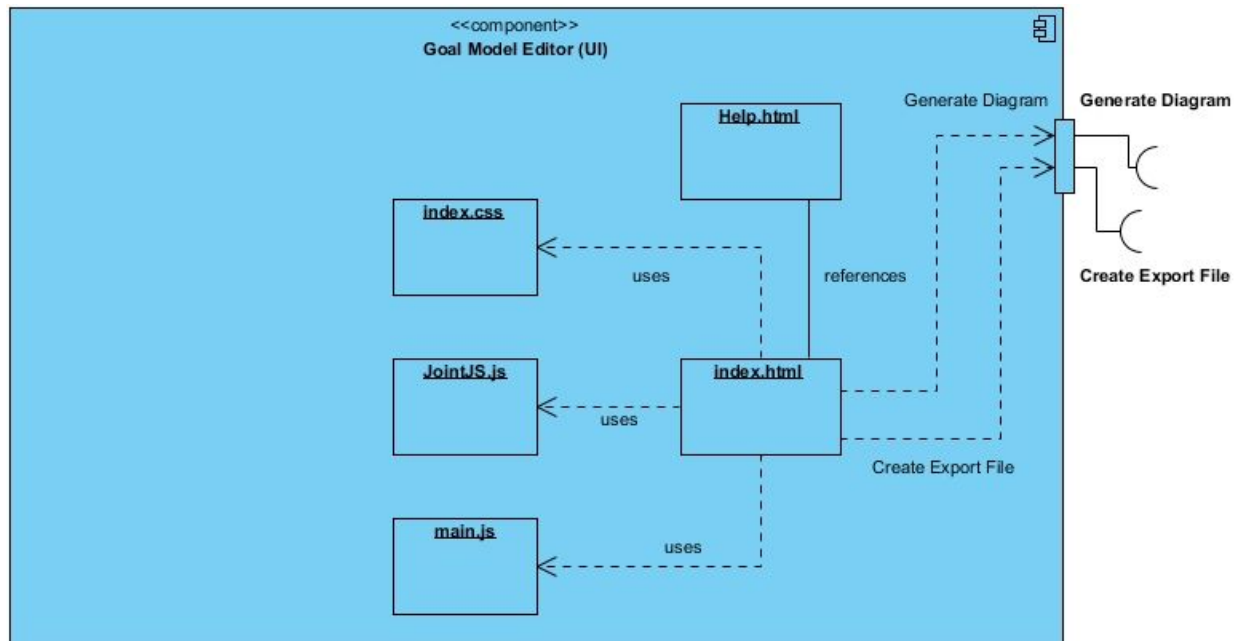 <<component>>
Goal Model Editor (UI)
Generate Diagram
Generate Diagram
Help.html
index.css
uses
references
Create Export File
JointJS.js
index.html
uses
Create Export File
main.js
uses